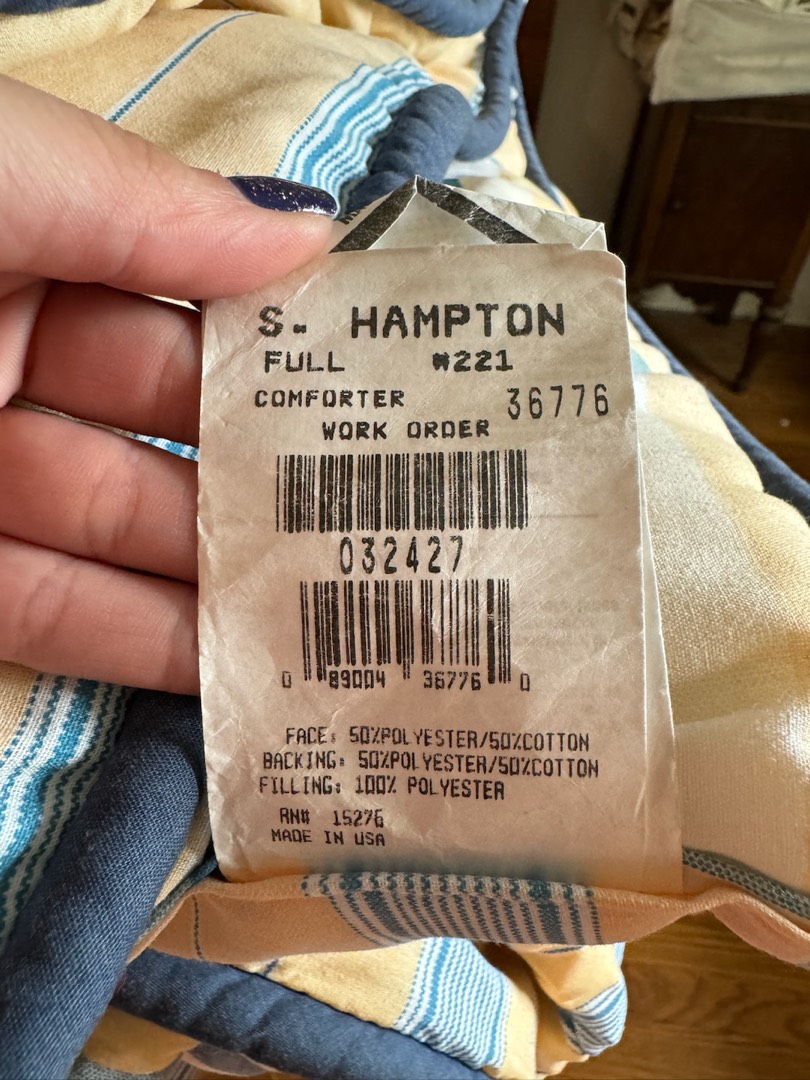 S. HAMPTON
FULL #221
COMFORTER 36776
WORK ORDER
032427
0 89004 36776 0
FACE: 50%POLYESTER/50%COTTON
BACKING: 50%POLYESTER/50%COTTON
FILLING: 100% POLYESTER
RN# 15276
MADE IN USA